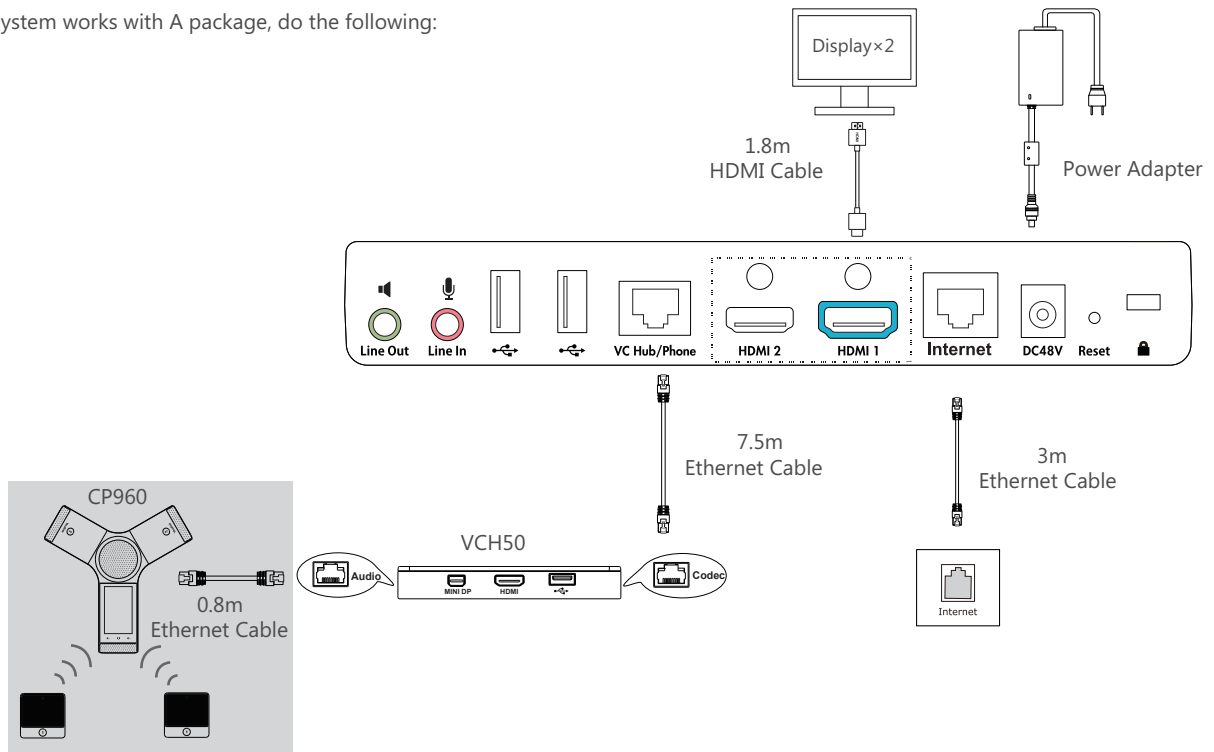 ystem works with A package, do the following:
Display×2
1.8m
HDMI Cable
Power Adapter
Line Out
Line In
VC Hub/Phone
HDMI 2
HDMI 1
Internet
DC48V
Reset
7.5m
Ethernet Cable
3m
Ethernet Cable
CP960
VCH50
Audio
MINI DP
HDMI
Codec
0.8m
Ethernet Cable
Internet